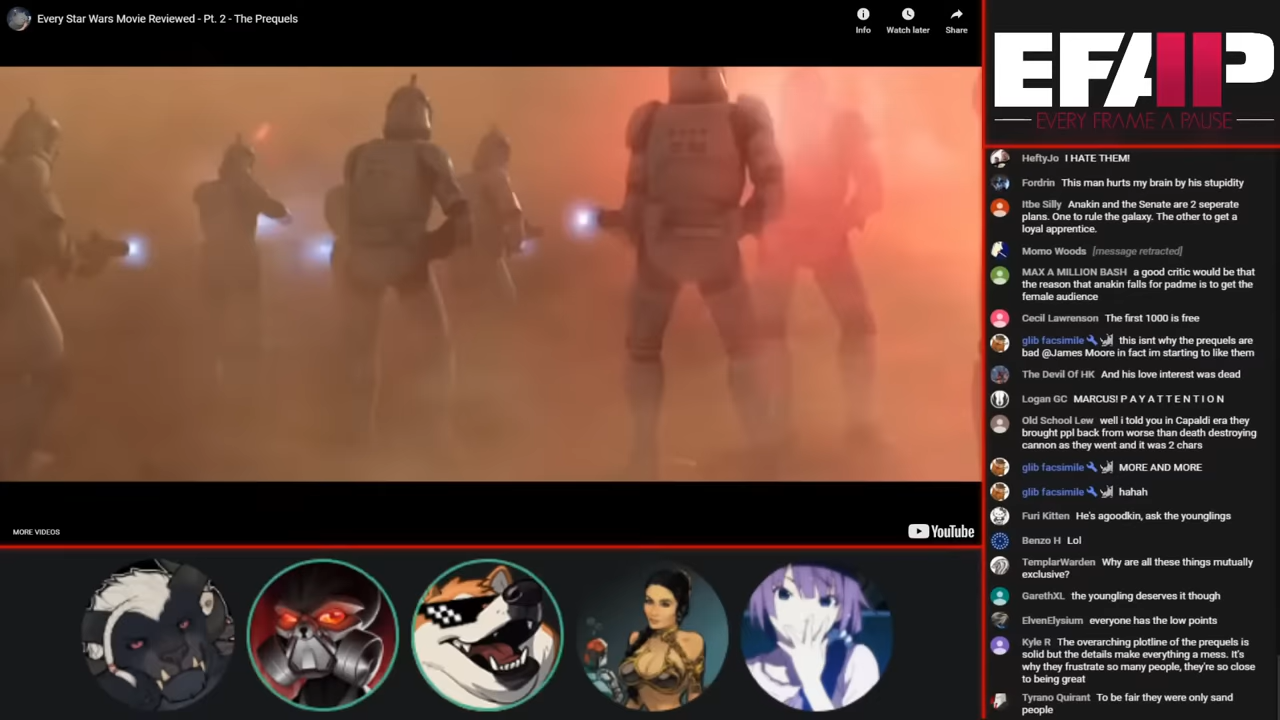 Every Star Wars Movie Reviewed - Pt. 2 - The Prequels
Info
Watch later
Share
EFAP
EVERY FRAME A PAUSE
HeftyJo I HATE THEM!
Fordrin This man hurts my brain by his stupidity
Itbe Silly Anakin and the Senate are 2 seperate
plans. One to rule the galaxy. The other to get a
loyal apprentice.
Momo Woods [message retracted]
MAX A MILLION BASH a good critic would be that
the reason that anakin falls for padme is to get the
female audience
Cecil Lawrenson The first 1000 is free
glib facsimile this isnt why the prequels are
bad @James Moore in fact im starting to like them
The Devil Of HK And his love interest was dead
Logan GC MARCUS! P A Y A T T E N T I O N
Old School Lew well i told you in Capaldi era they
brought ppl back from worse than death destroying
cannon as they went and it was 2 chars
glib facsimile MORE AND MORE
glib facsimile hahah
Furi Kitten He's agoodkin, ask the younglings
Benzo H Lol
TemplarWarden Why are all these things mutually
exclusive?
GarethXL the youngling deserves it though
ElvenElysium everyone has the low points
Kyle R The overarching plotline of the prequels is
solid but the details make everything a mess. It's
why they frustrate so many people, they're so close
to being great
Tyrano Quirant To be fair they were only sand
people
MORE VIDEOS
YouTube